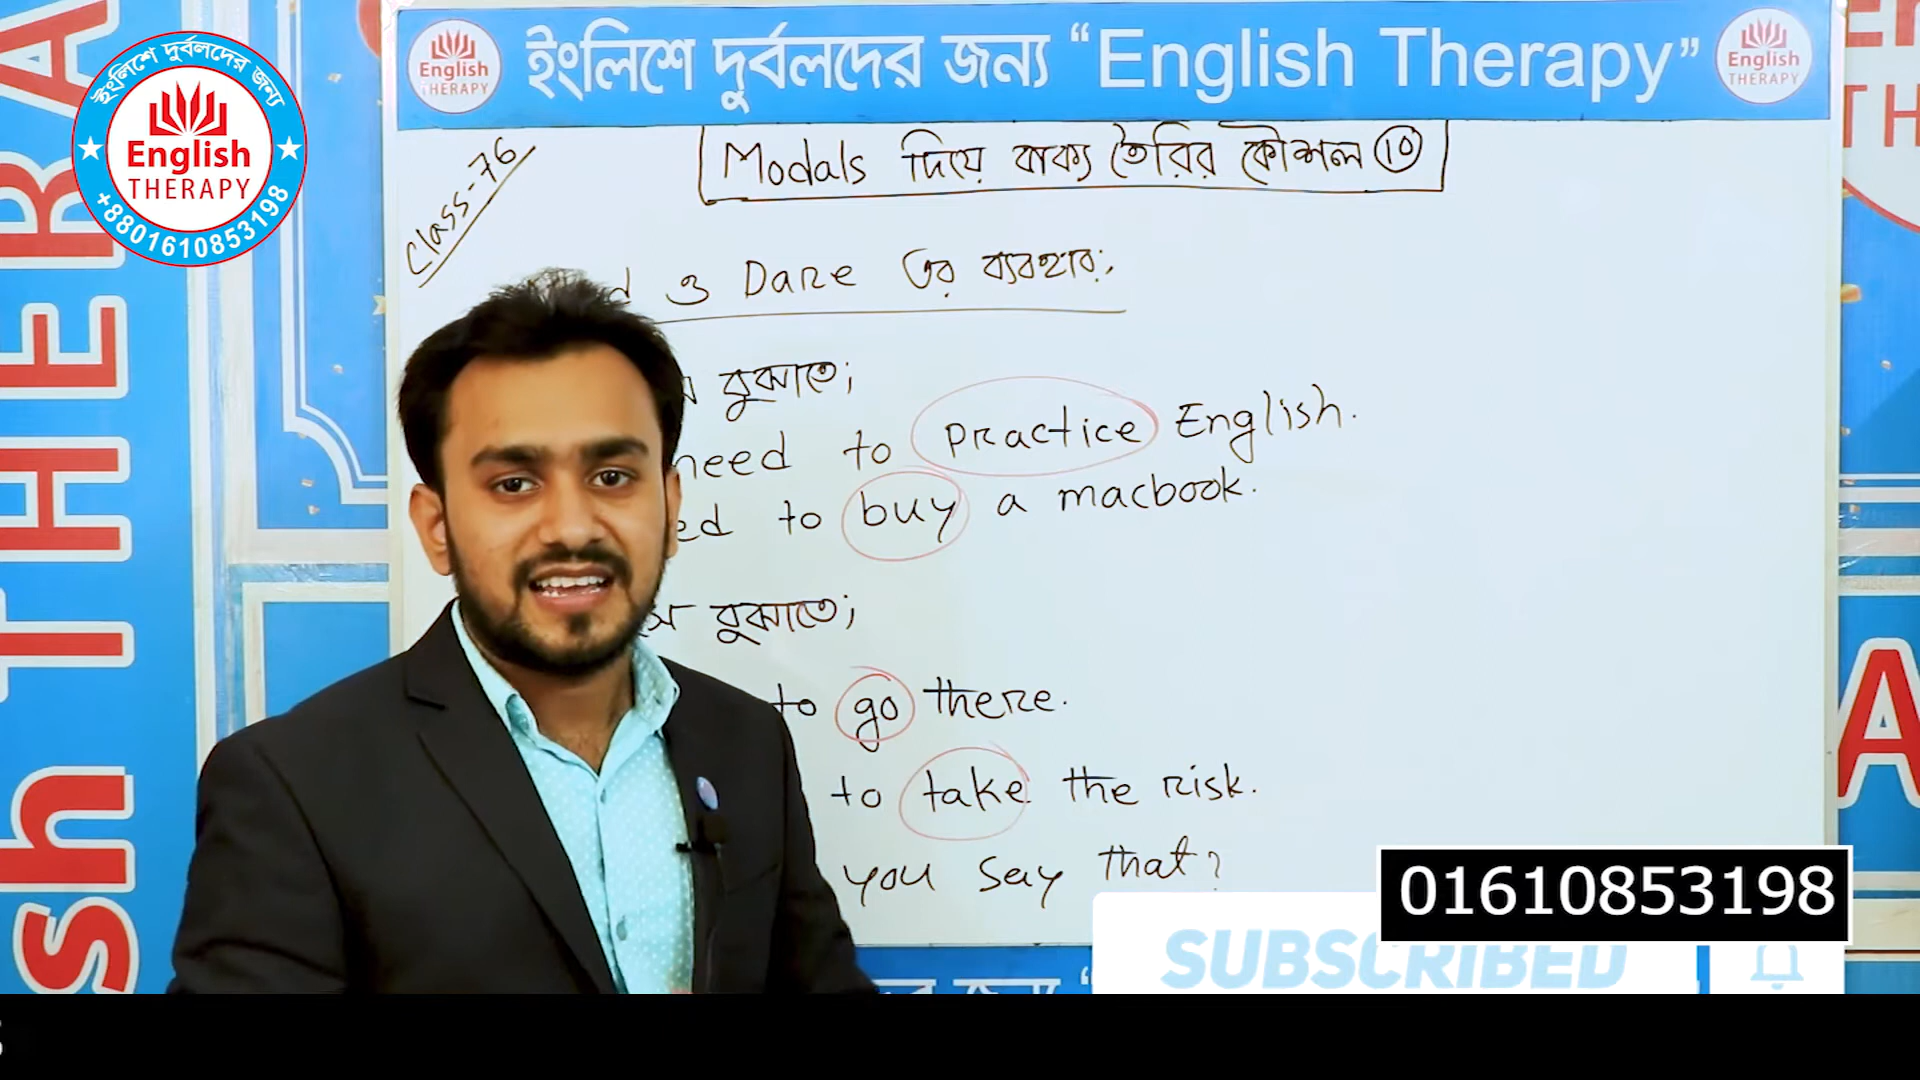 ইংলিশে দুর্বলদের জন্য
English
THERAPY
+8801610853198
English
THERAPY
ইংলিশে দুর্বলদের জন্য “English Therapy”
English
THERAPY
Class-76
Modals দিয়ে বাক্য তৈরির কৌশল ⑩
ও Dare এর ব্যবহার:
বুঝাতে;
need to practice English.
to buy a macbook.
বুঝাতে;
to go there.
to take the risk.
you say that?
01610853198
SUBSCRIBED